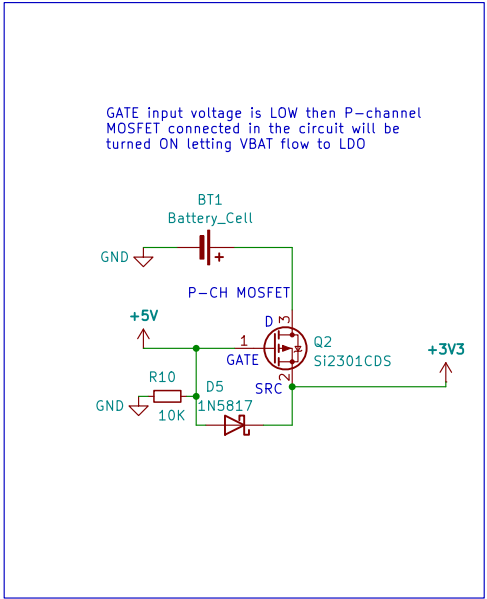 GATE input voltage is LOW then P-channel
MOSFET connected in the circuit will be
turned ON letting VBAT flow to LDO
BT1
Battery_Cell
GND
+
P-CH MOSFET
+5V
D 3
1
GATE
Q2
Si2301CDS
+3V3
2
SRC
R10
GND
10K
D5
1N5817